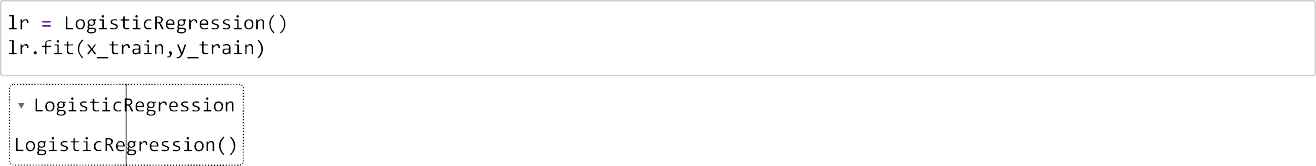 lr = LogisticRegression()
lr.fit(x_train,y_train)
▾ LogisticRegression
LogisticRegression()